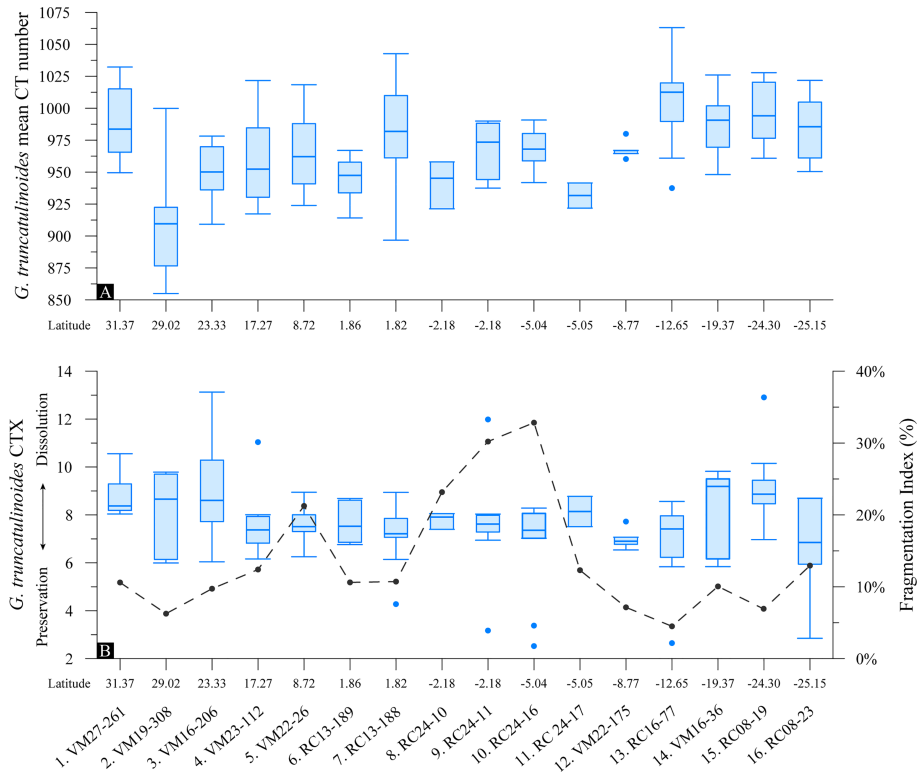 G. truncatulinoides mean CT number
1075
1050
1025
1000
975
950
925
900
875
850
A
Latitude 31.37 29.02 23.33 17.27 8.72 1.86 1.82 -2.18 -2.18 -5.04 -5.05 -8.77 -12.65 -19.37 -24.30 -25.15
G. truncatulinoides CTX
Dissolution
Preservation
14
12
10
8
6
4
2
B
40%
30%
20%
10%
0%
Fragmentation Index (%)
Latitude 31.37 29.02 23.33 17.27 8.72 1.86 1.82 -2.18 -2.18 -5.04 -5.05 -8.77 -12.65 -19.37 -24.30 -25.15
1. VM27-261
2. VM19-308
3. VM16-206
4. VM23-112
5. VM22-26
6. RC13-189
7. RC13-188
8. RC24-10
9. RC24-11
10. RC24-16
11. RC 24-17
12. VM22-175
13. RC16-77
14. VM16-36
15. RC08-19
16. RC08-23